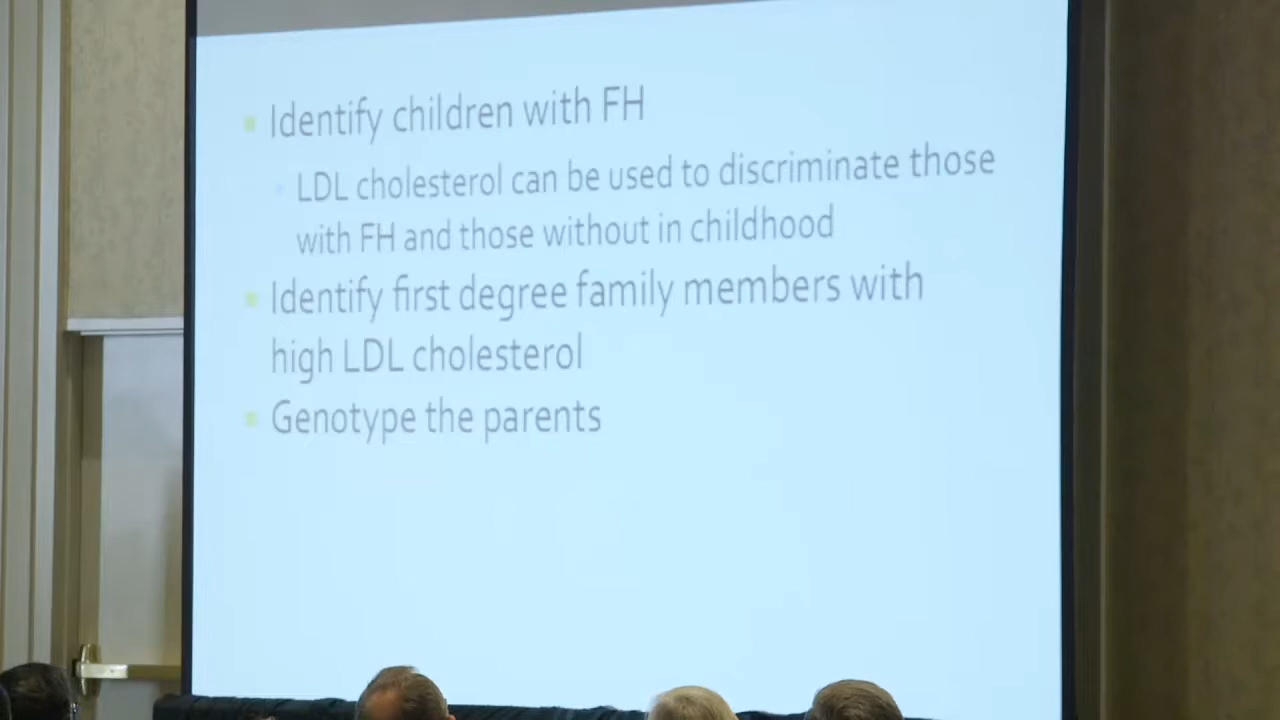 Identify children with FH
LDL cholesterol can be used to discriminate those
with FH and those without in childhood
Identify first degree family members with
high LDL cholesterol
Genotype the parents